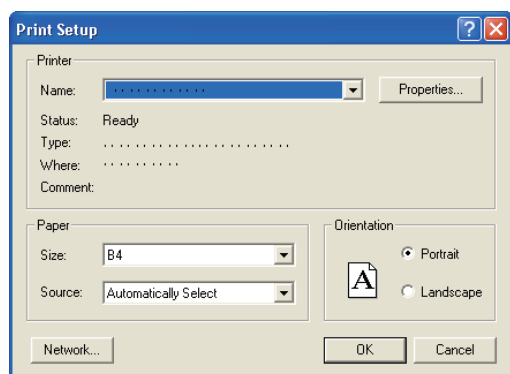 Print Setup
Printer
Name: . . . . . . . . . . . .
Properties...
Status: Ready
Type: . . . . . . . . . . . . . . . . . . . . . . . .
Where: . . . . . . . . . .
Comment:
Paper
Size: B4
Source: Automatically Select
Orientation
A
Portrait
Landscape
Network...
OK
Cancel